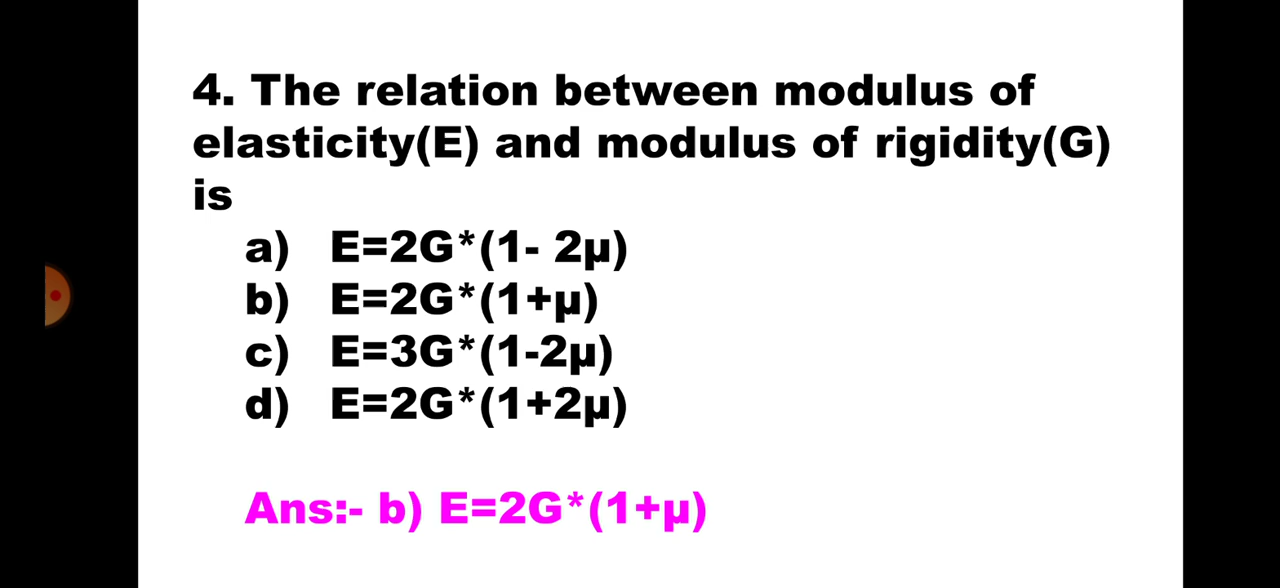 4. The relation between modulus of
elasticity(E) and modulus of rigidity(G)
is
a) E=2G*(1- 2μ)
b) E=2G*(1+μ)
c) E=3G*(1-2μ)
d) E=2G*(1+2μ)
Ans:- b) E=2G*(1+μ)